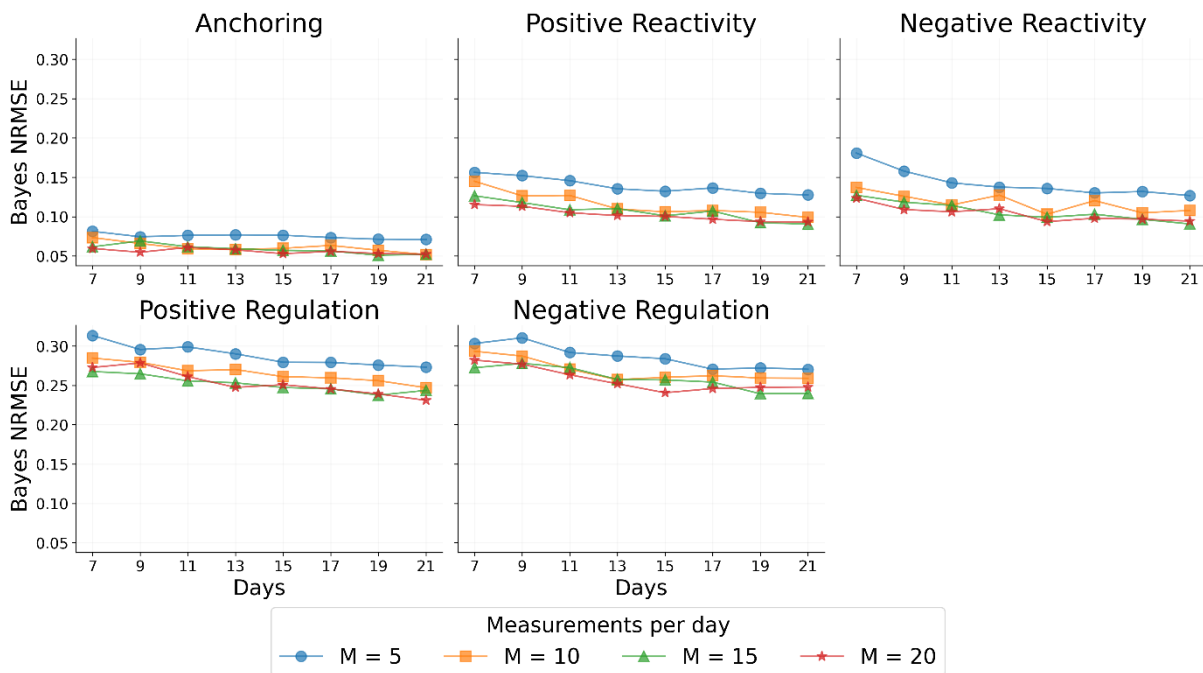 Anchoring
Positive Reactivity
Negative Reactivity
Bayes NRMSE
0.30
0.25
0.20
0.15
0.10
0.05
7 9 11 13 15 17 19 21
7 9 11 13 15 17 19 21
7 9 11 13 15 17 19 21
Positive Regulation
Negative Regulation
Bayes NRMSE
0.30
0.25
0.20
0.15
0.10
0.05
7 9 11 13 15 17 19 21
7 9 11 13 15 17 19 21
Days
Days
Measurements per day
M = 5 M = 10 M = 15 M = 20